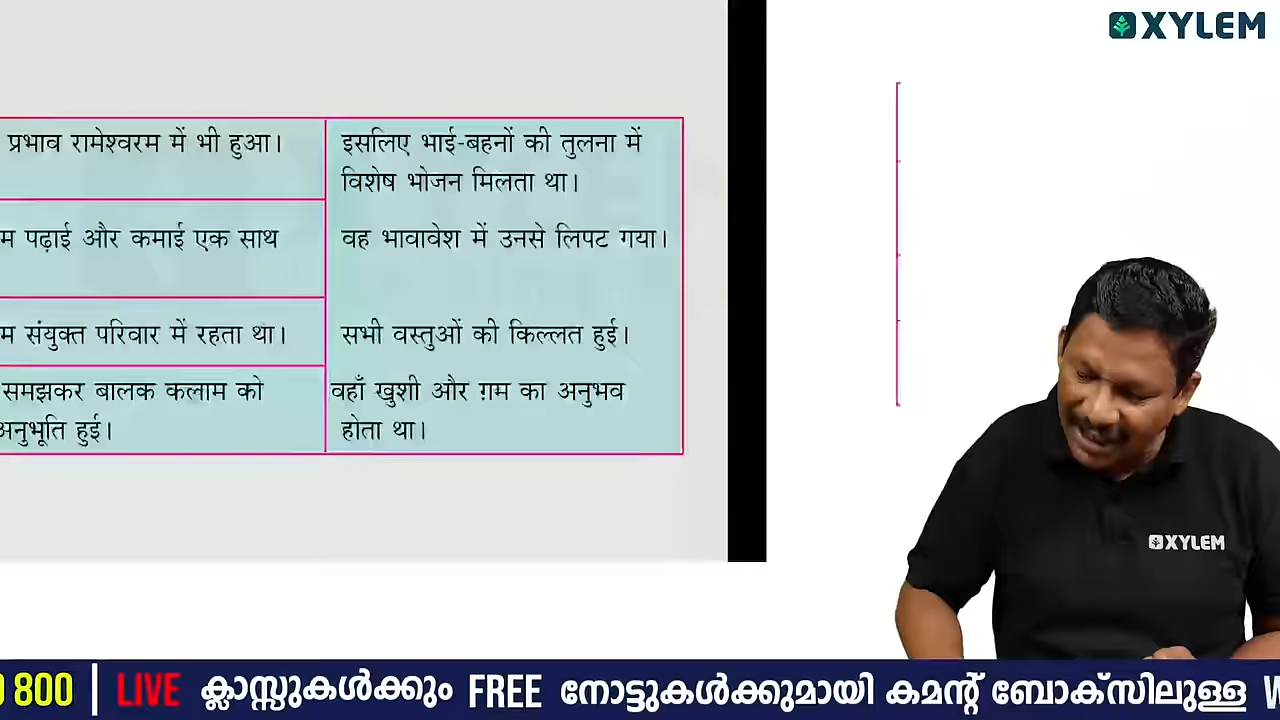 XYLEM
प्रभाव रामेश्वरम में भी हुआ।
इसलिए भाई-बहनों की तुलना में
विशेष भोजन मिलता था।
म पढ़ाई और कमाई एक साथ
वह भावावेश में उनसे लिपट गया।
म संयुक्त परिवार में रहता था।
सभी वस्तुओं की किल्लत हुई।
समझकर बालक कलाम को
अनुभूति हुई।
वहाँ खुशी और ग़म का अनुभव
होता था।
XYLEM
0 800 | LIVE ക്ലാസ്സുകൾക്കും FREE നോട്ടുകൾക്കുമായി കമന്റ് ബോക്സിലുള്ള W